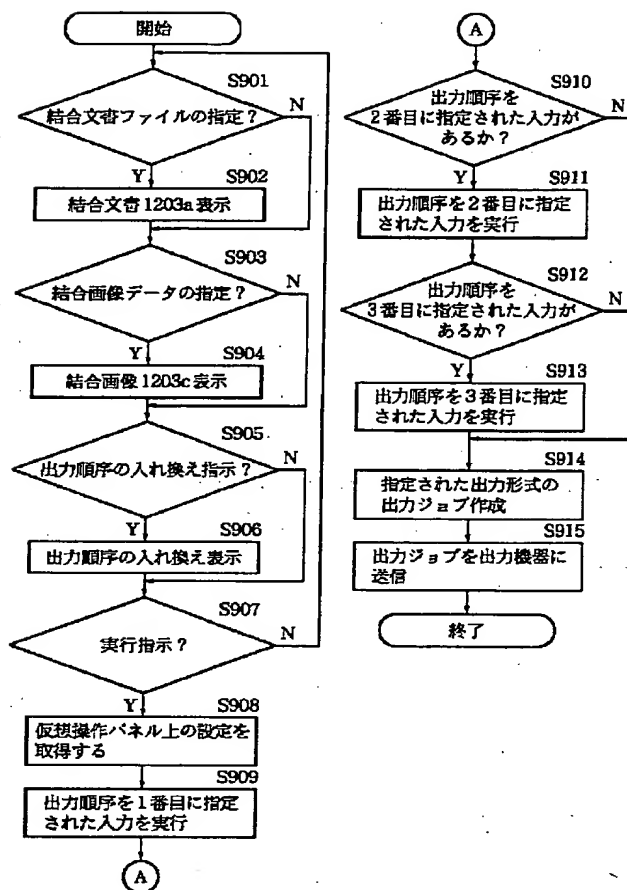 開始
S901
結合文書ファイルの指定？
N
Y
S902
結合文書1203a表示
S903
結合画像データの指定？
N
Y
S904
結合画像1203c表示
S905
出力順序の入れ換え指示？
N
Y
S906
出力順序の入れ換え表示
S907
実行指示？
N
Y
S908
仮想操作パネル上の設定を
取得する
S909
出力順序を1番目に指定
された入力を実行
A
A
S910
出力順序を
2番目に指定された入力が
あるか？
N
Y
S911
出力順序を2番目に指定
された入力を実行
S912
出力順序を
3番目に指定された入力が
あるか？
N
Y
S913
出力順序を3番目に指定
された入力を実行
S914
指定された出力形式の
出力ジョブ作成
S915
出力ジョブを出力機器に
送信
終了